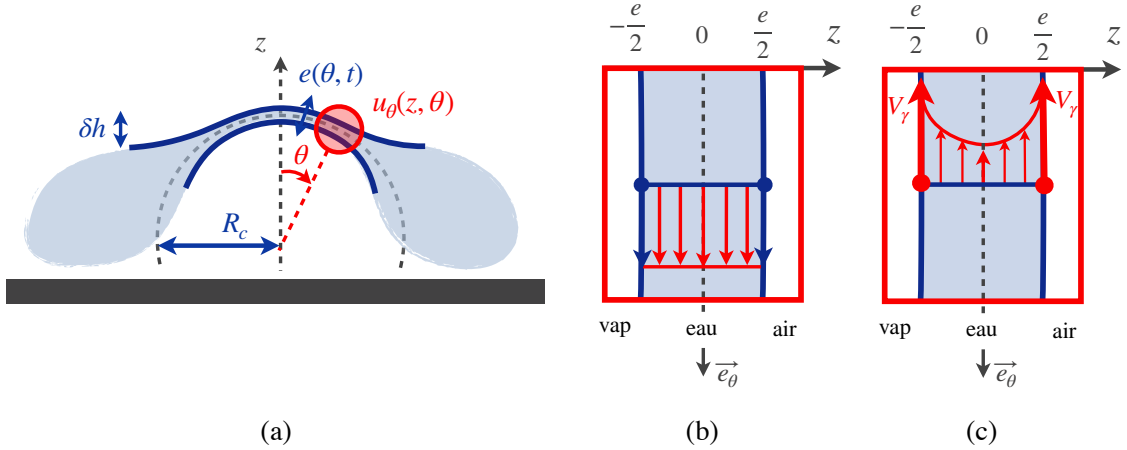 z
e(θ, t)
u_θ(z, θ)
δh
θ
R_c
(a)
−e/2 0 e/2 z
vap eau air
e_θ→
(b)
−e/2 0 e/2 z
V_γ V_γ
vap eau air
e_θ→
(c)